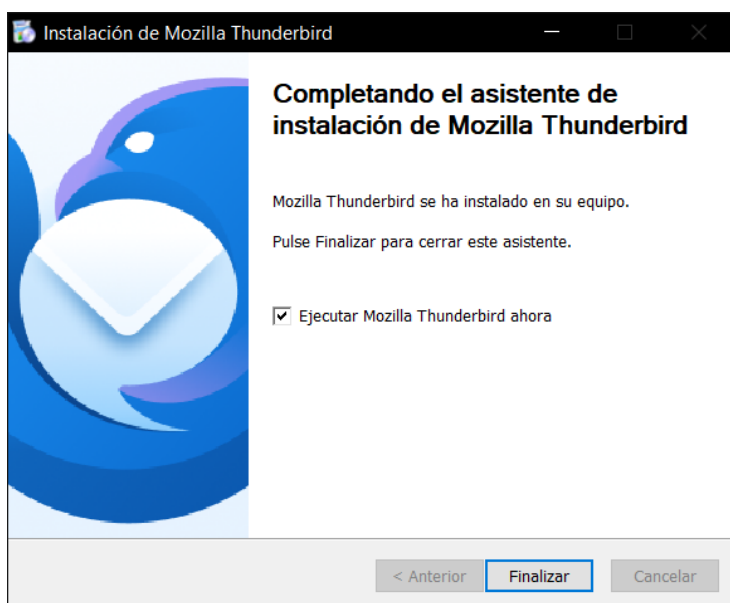 Instalación de Mozilla Thunderbird
Completando el asistente de
instalación de Mozilla Thunderbird
Mozilla Thunderbird se ha instalado en su equipo.
Pulse Finalizar para cerrar este asistente.
Ejecutar Mozilla Thunderbird ahora
< Anterior
Finalizar
Cancelar